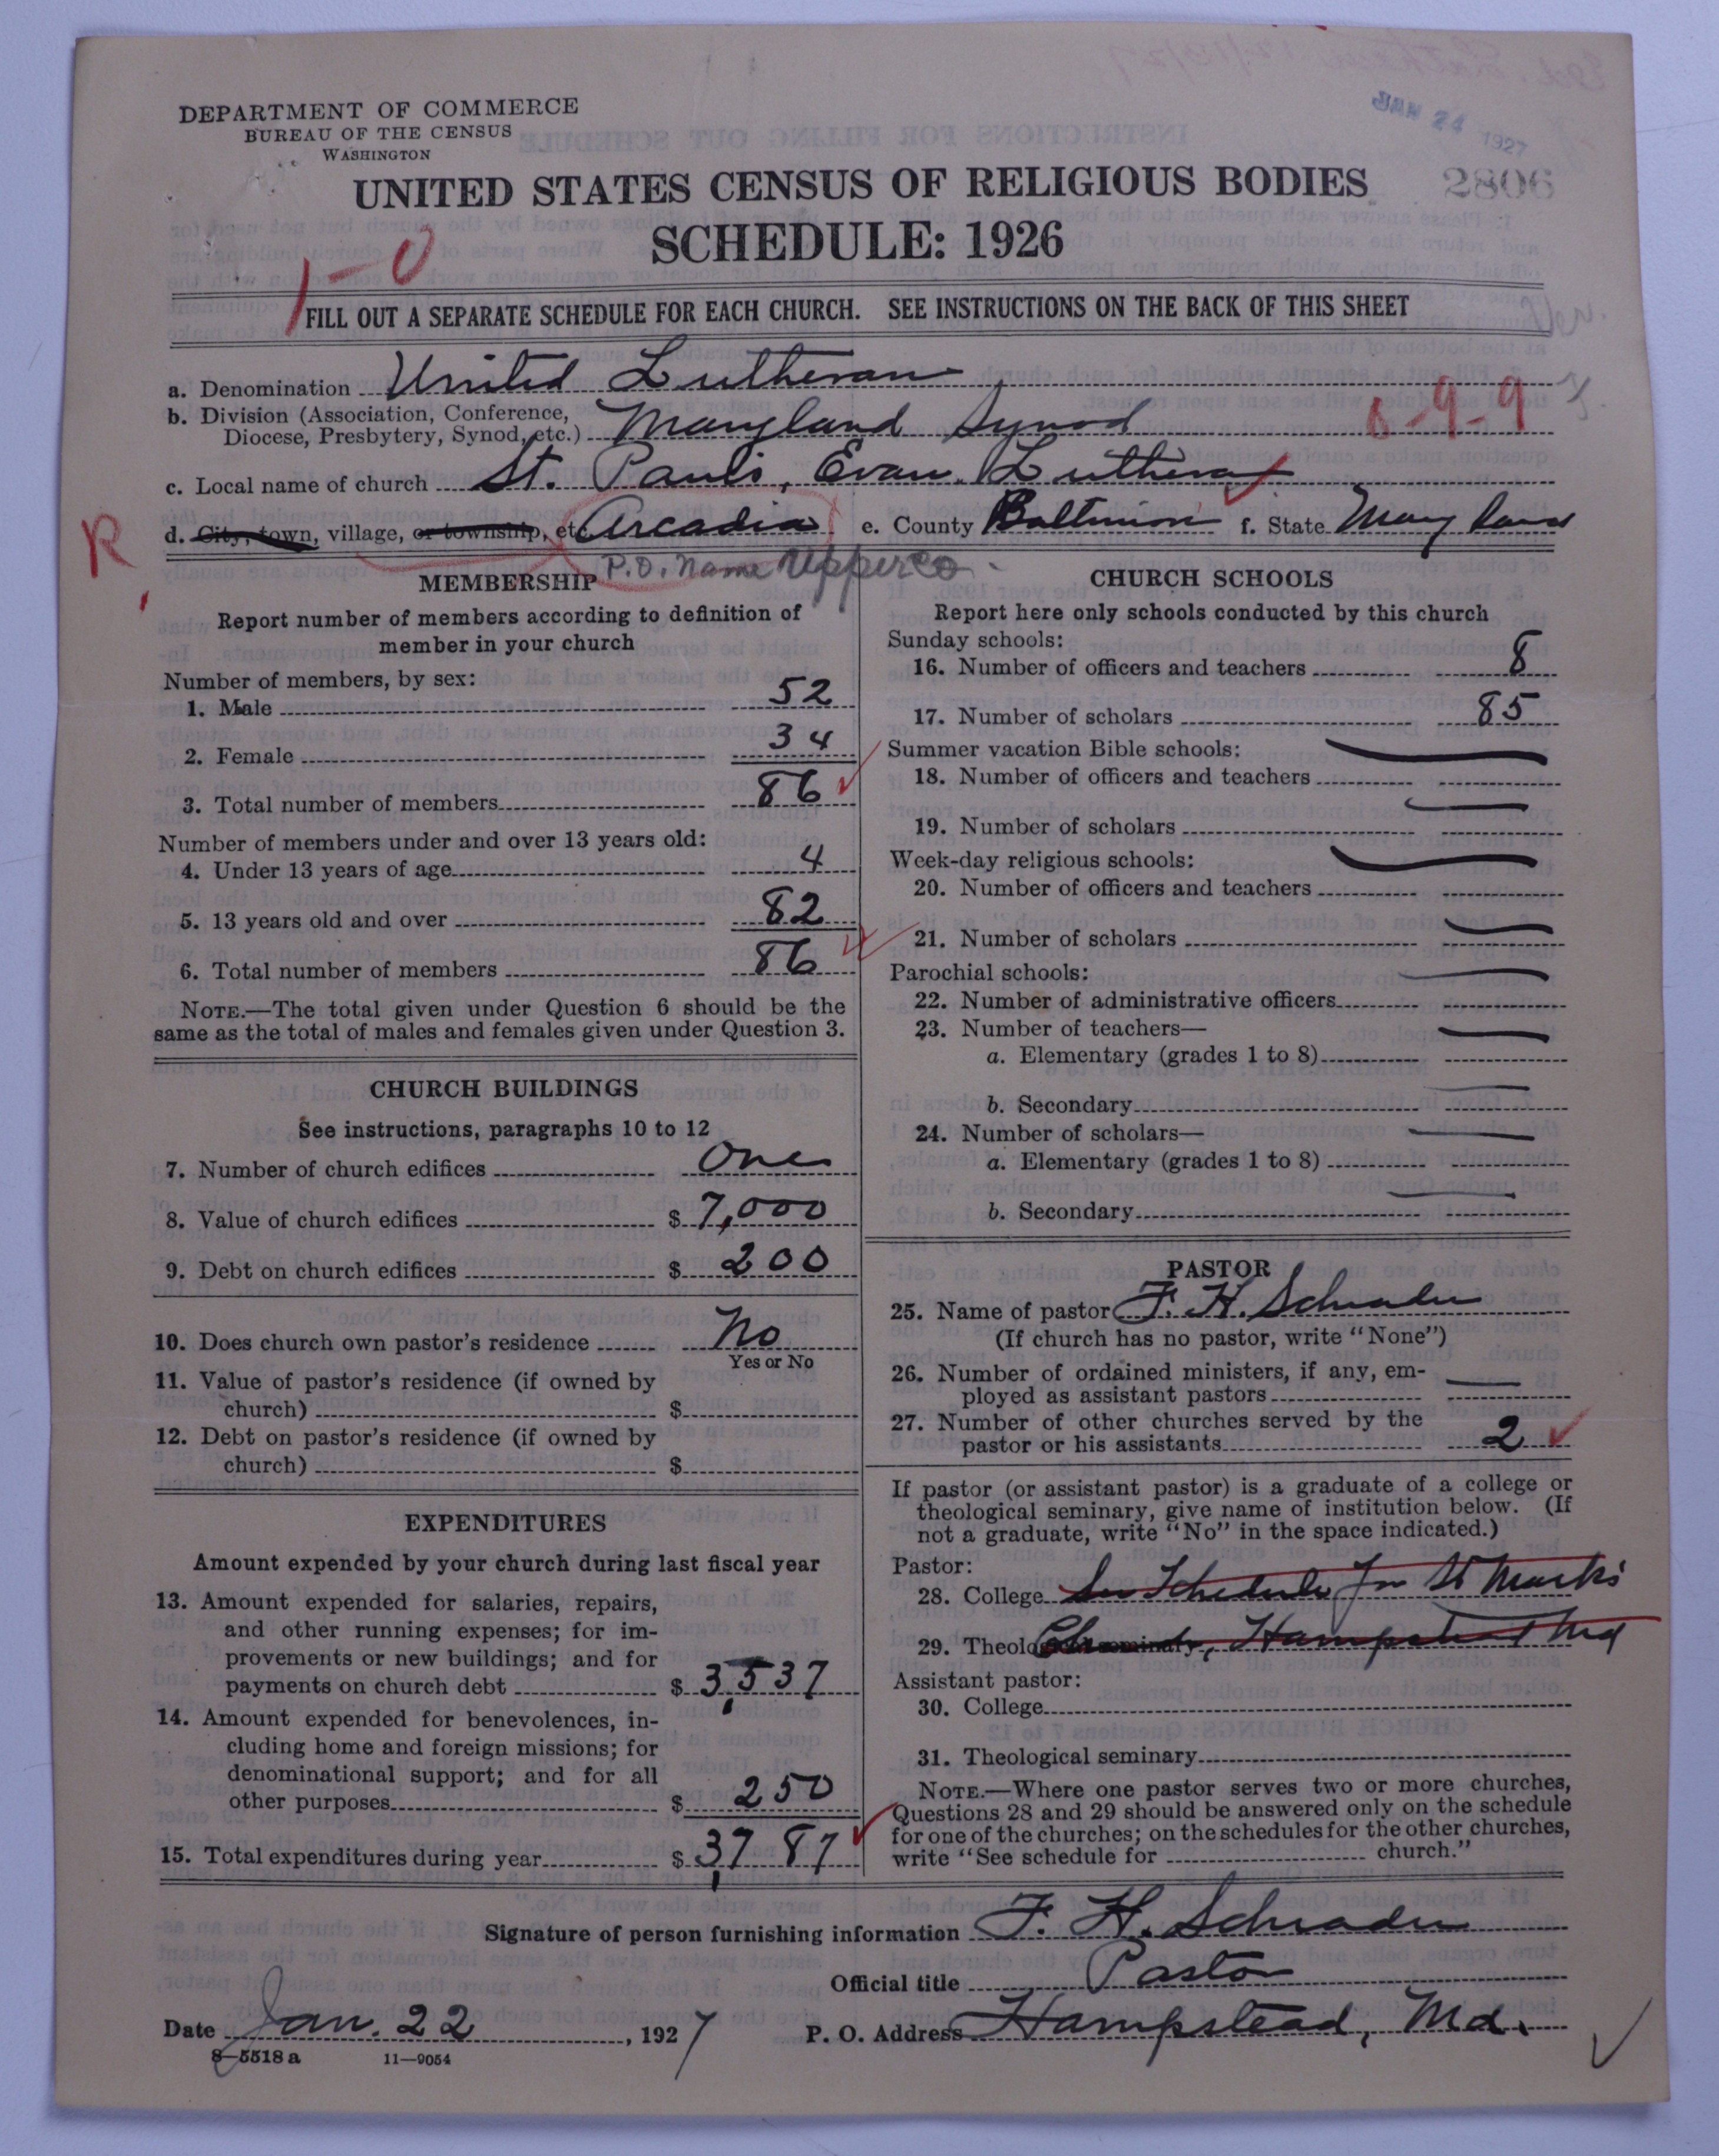 DEPARTMENT OF COMMERCE
BUREAU OF THE CENSUS
WASHINGTON
JAN 24 1927
2806
UNITED STATES CENSUS OF RELIGIOUS BODIES
SCHEDULE: 1926
1-0
FILL OUT A SEPARATE SCHEDULE FOR EACH CHURCH. SEE INSTRUCTIONS ON THE BACK OF THIS SHEET
a. Denomination United Lutheran
b. Division (Association, Conference,
Diocese, Presbytery, Synod, etc.) Maryland Synod 0-9-9
c. Local name of church St. Pauls, Evan. Lutheran
R d. City, town, village, or township, etc. Arcadia e. County Baltimore f. State Maryland
P.O. Name Upperco
MEMBERSHIP
Report number of members according to definition of
member in your church
Number of members, by sex:
1. Male 52
2. Female 34
3. Total number of members 86
Number of members under and over 13 years old:
4. Under 13 years of age 4
5. 13 years old and over 82
6. Total number of members 86
NOTE.—The total given under Question 6 should be the
same as the total of males and females given under Question 3.
CHURCH BUILDINGS
See instructions, paragraphs 10 to 12
7. Number of church edifices One
8. Value of church edifices $ 7,000
9. Debt on church edifices $ 200
10. Does church own pastor's residence No
Yes or No
11. Value of pastor's residence (if owned by
church) $
12. Debt on pastor's residence (if owned by
church) $
EXPENDITURES
Amount expended by your church during last fiscal year
13. Amount expended for salaries, repairs,
and other running expenses; for im-
provements or new buildings; and for
payments on church debt $ 3,537
14. Amount expended for benevolences, in-
cluding home and foreign missions; for
denominational support; and for all
other purposes $ 250
15. Total expenditures during year $ 3,787
CHURCH SCHOOLS
Report here only schools conducted by this church
Sunday schools:
16. Number of officers and teachers 8
17. Number of scholars 85
Summer vacation Bible schools:
18. Number of officers and teachers
19. Number of scholars
Week-day religious schools:
20. Number of officers and teachers
21. Number of scholars
Parochial schools:
22. Number of administrative officers
23. Number of teachers—
a. Elementary (grades 1 to 8)
b. Secondary
24. Number of scholars—
a. Elementary (grades 1 to 8)
b. Secondary
PASTOR
25. Name of pastor F. H. Schrader
(If church has no pastor, write "None")
26. Number of ordained ministers, if any, em-
ployed as assistant pastors
27. Number of other churches served by the
pastor or his assistants 2
If pastor (or assistant pastor) is a graduate of a college or
theological seminary, give name of institution below. (If
not a graduate, write "No" in the space indicated.)
Pastor:
28. College See Schedule for St Mark's
29. Theological seminary Church, Hampstead Md
Assistant pastor:
30. College
31. Theological seminary
NOTE.—Where one pastor serves two or more churches,
Questions 28 and 29 should be answered only on the schedule
for one of the churches; on the schedules for the other churches,
write "See schedule for church."
Signature of person furnishing information F. H. Schrader
Official title Pastor
Date Jan. 22, 1927 P. O. Address Hampstead, Md.
8—5518 a 11—9054